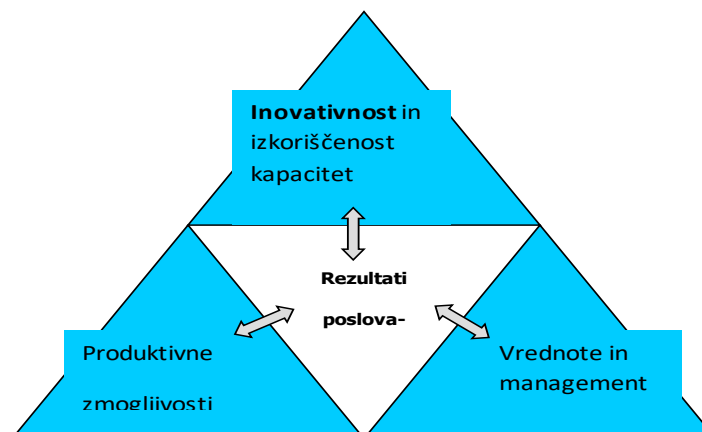 Inovativnost in
izkoriščenost
kapacitet
Rezultati
poslova-
Produktivne
zmogljivosti
Vrednote in
management